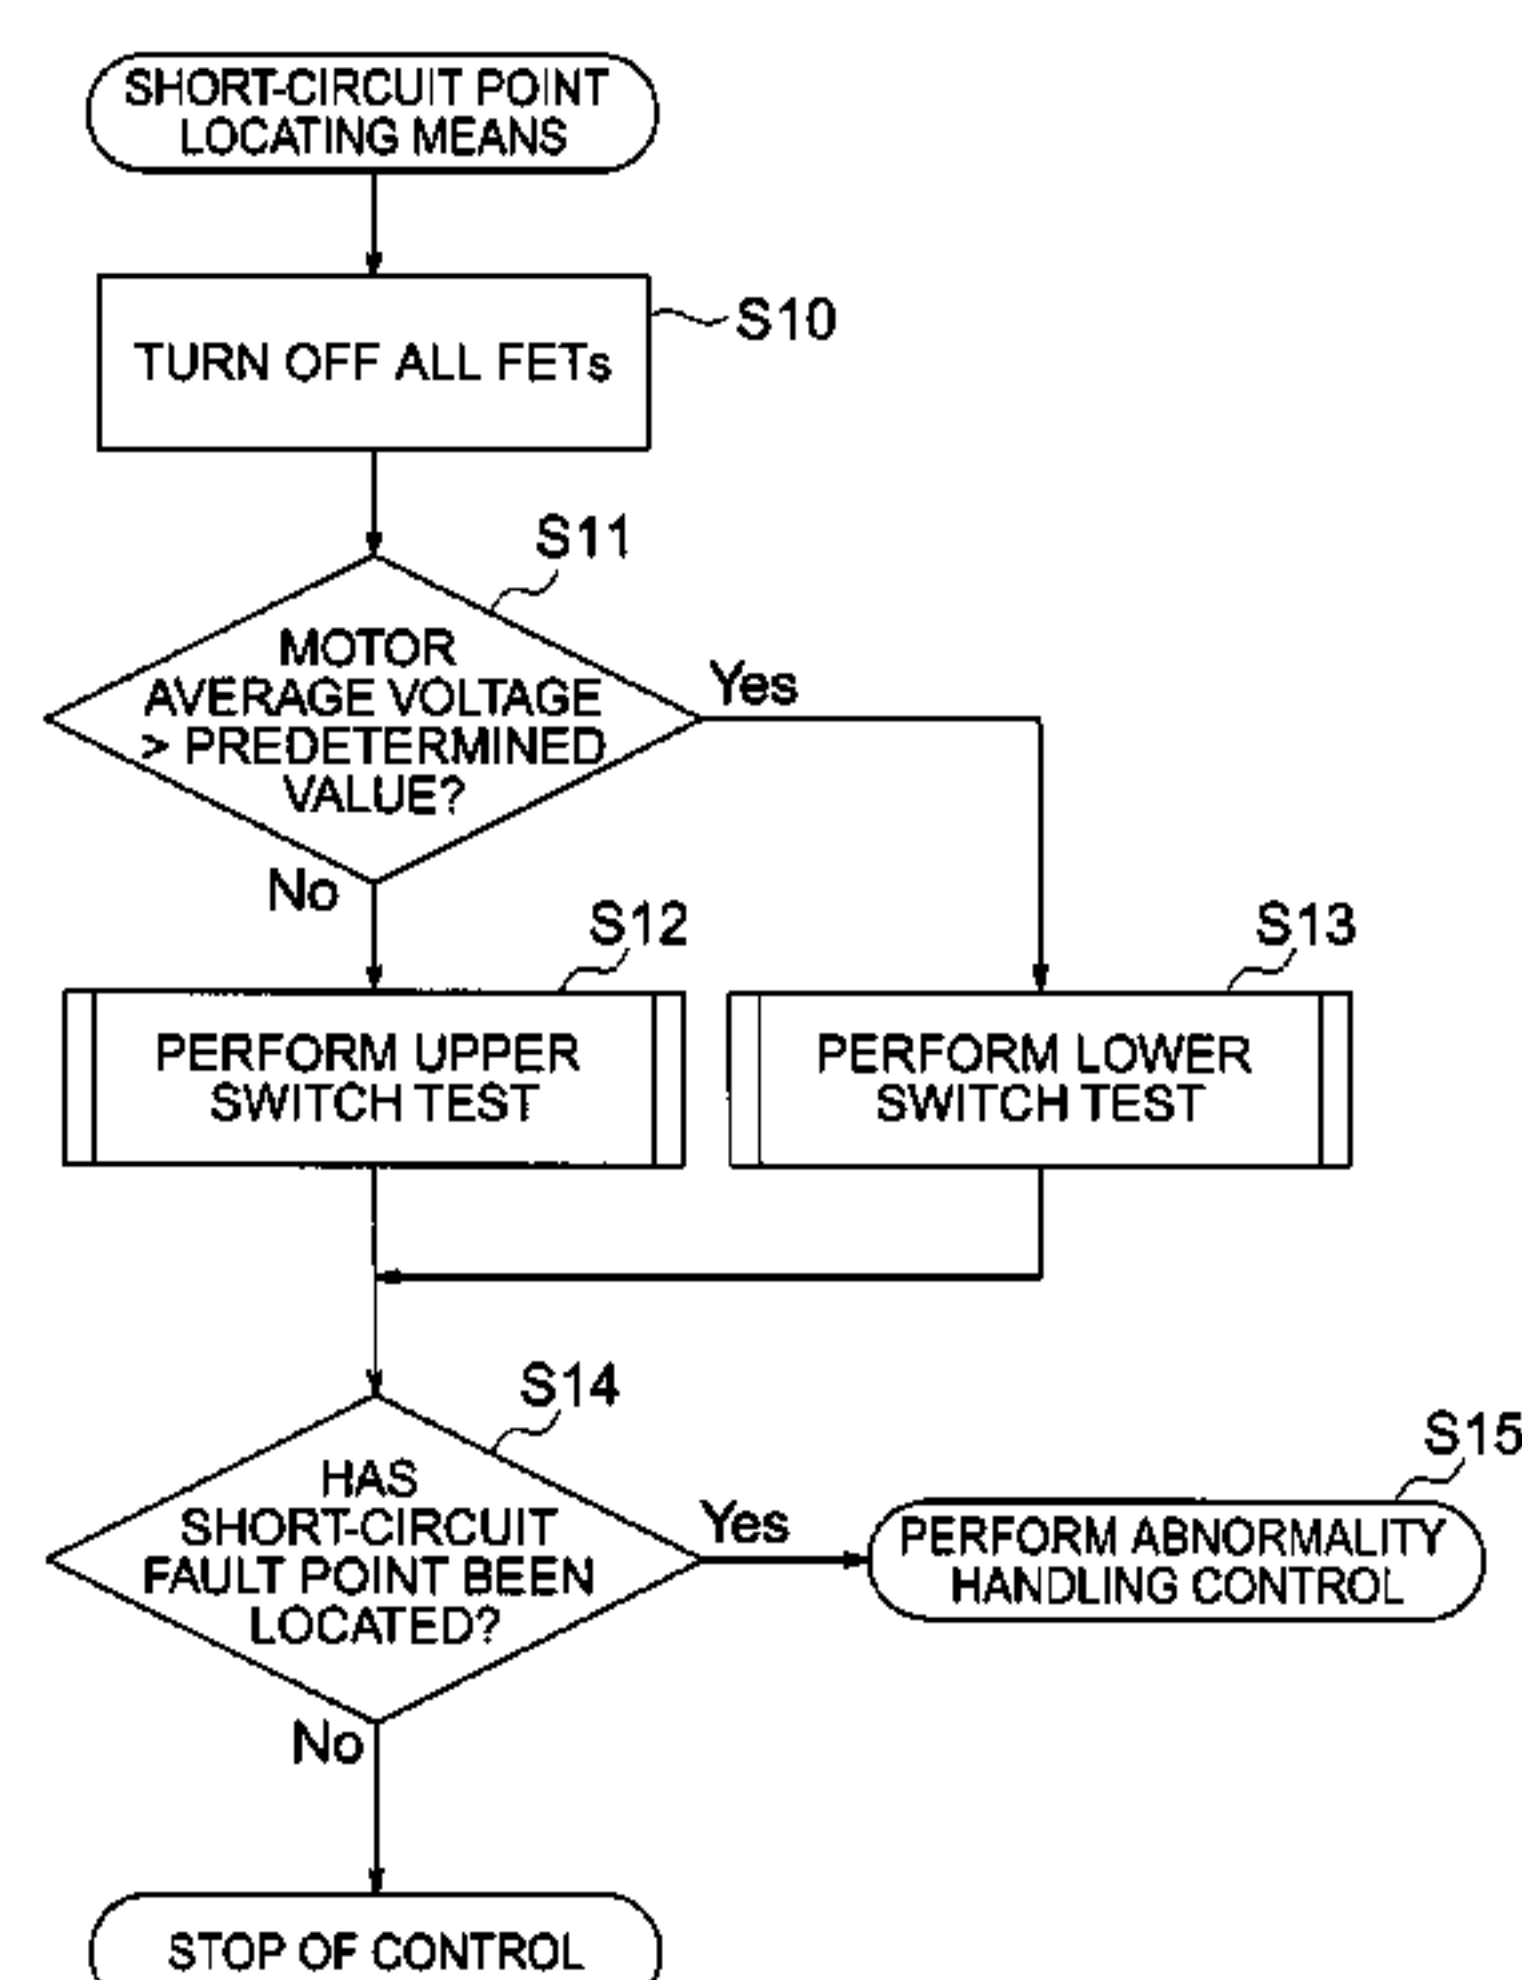 SHORT-CIRCUIT POINT
LOCATING MEANS
S10
TURN OFF ALL FETs
S11
MOTOR
AVERAGE VOLTAGE
> PREDETERMINED
VALUE?
Yes
No
S12
PERFORM UPPER
SWITCH TEST
S13
PERFORM LOWER
SWITCH TEST
S14
HAS
SHORT-CIRCUIT
FAULT POINT BEEN
LOCATED?
Yes
S15
PERFORM ABNORMALITY
HANDLING CONTROL
No
STOP OF CONTROL